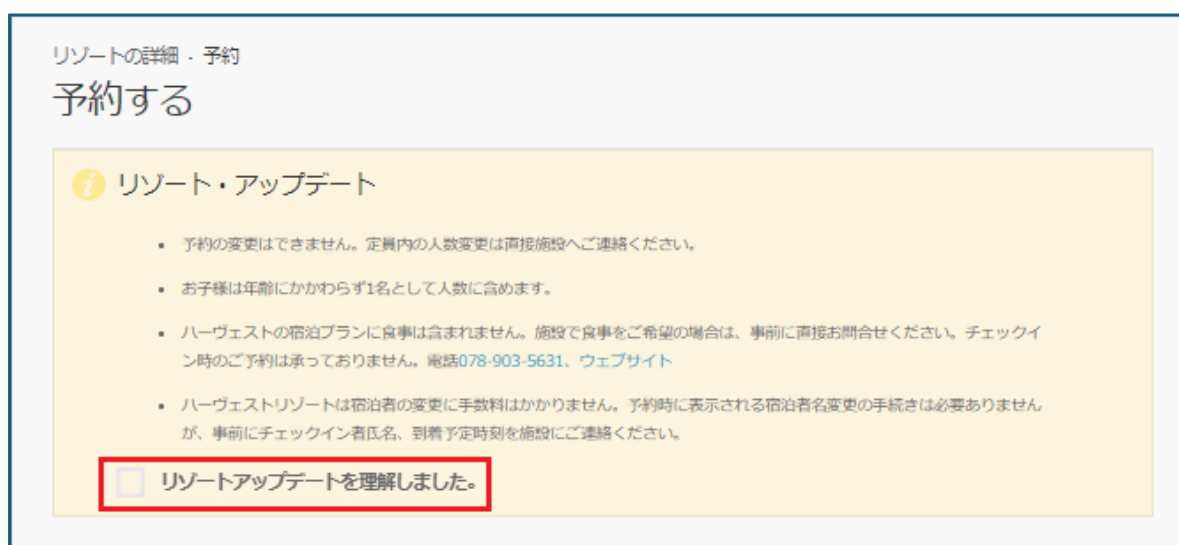 リゾートの詳細 - 予約
予約する
リゾート・アップデート
• 予約の変更はできません。定員内の人数変更は直接施設へご連絡ください。
• お子様は年齢にかかわらず1名として人数に含めます。
• ハーヴェストの宿泊プランに食事は含まれません。施設で食事をご希望の場合は、事前に直接お問合せください。チェックイ
ン時のご予約は承っておりません。電話078-903-5631、ウェブサイト
• ハーヴェストリゾートは宿泊者の変更に手数料はかかりません。予約時に表示される宿泊者名変更の手続きは必要ありません
が、事前にチェックイン者氏名、到着予定時刻を施設にご連絡ください。
リゾートアップデートを理解しました。